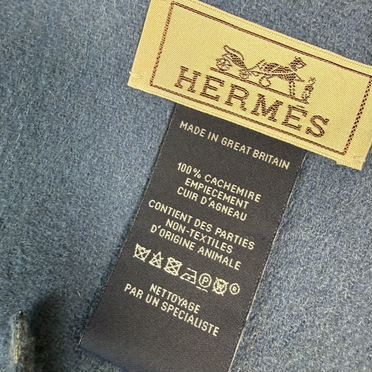 HERMÈS
MADE IN GREAT BRITAIN
100% CACHEMIRE
EMPIECEMENT
CUIR D'AGNEAU
CONTIENT DES PARTIES
NON-TEXTILES
D'ORIGINE ANIMALE
NETTOYAGE
PAR UN SPECIALISTE